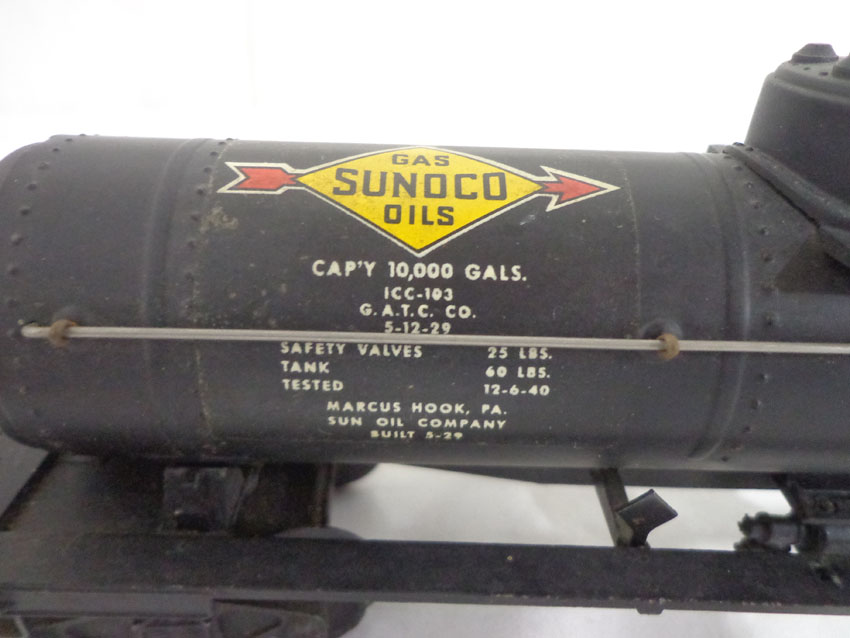 GAS
SUNOCO
OILS
CAP'Y 10,000 GALS.
ICC-103
G.A.T.C. CO.
5-12-29
SAFETY VALVES 25 LBS.
TANK 60 LBS.
TESTED 12-6-40
MARCUS HOOK, PA.
SUN OIL COMPANY
BUILT 5-29